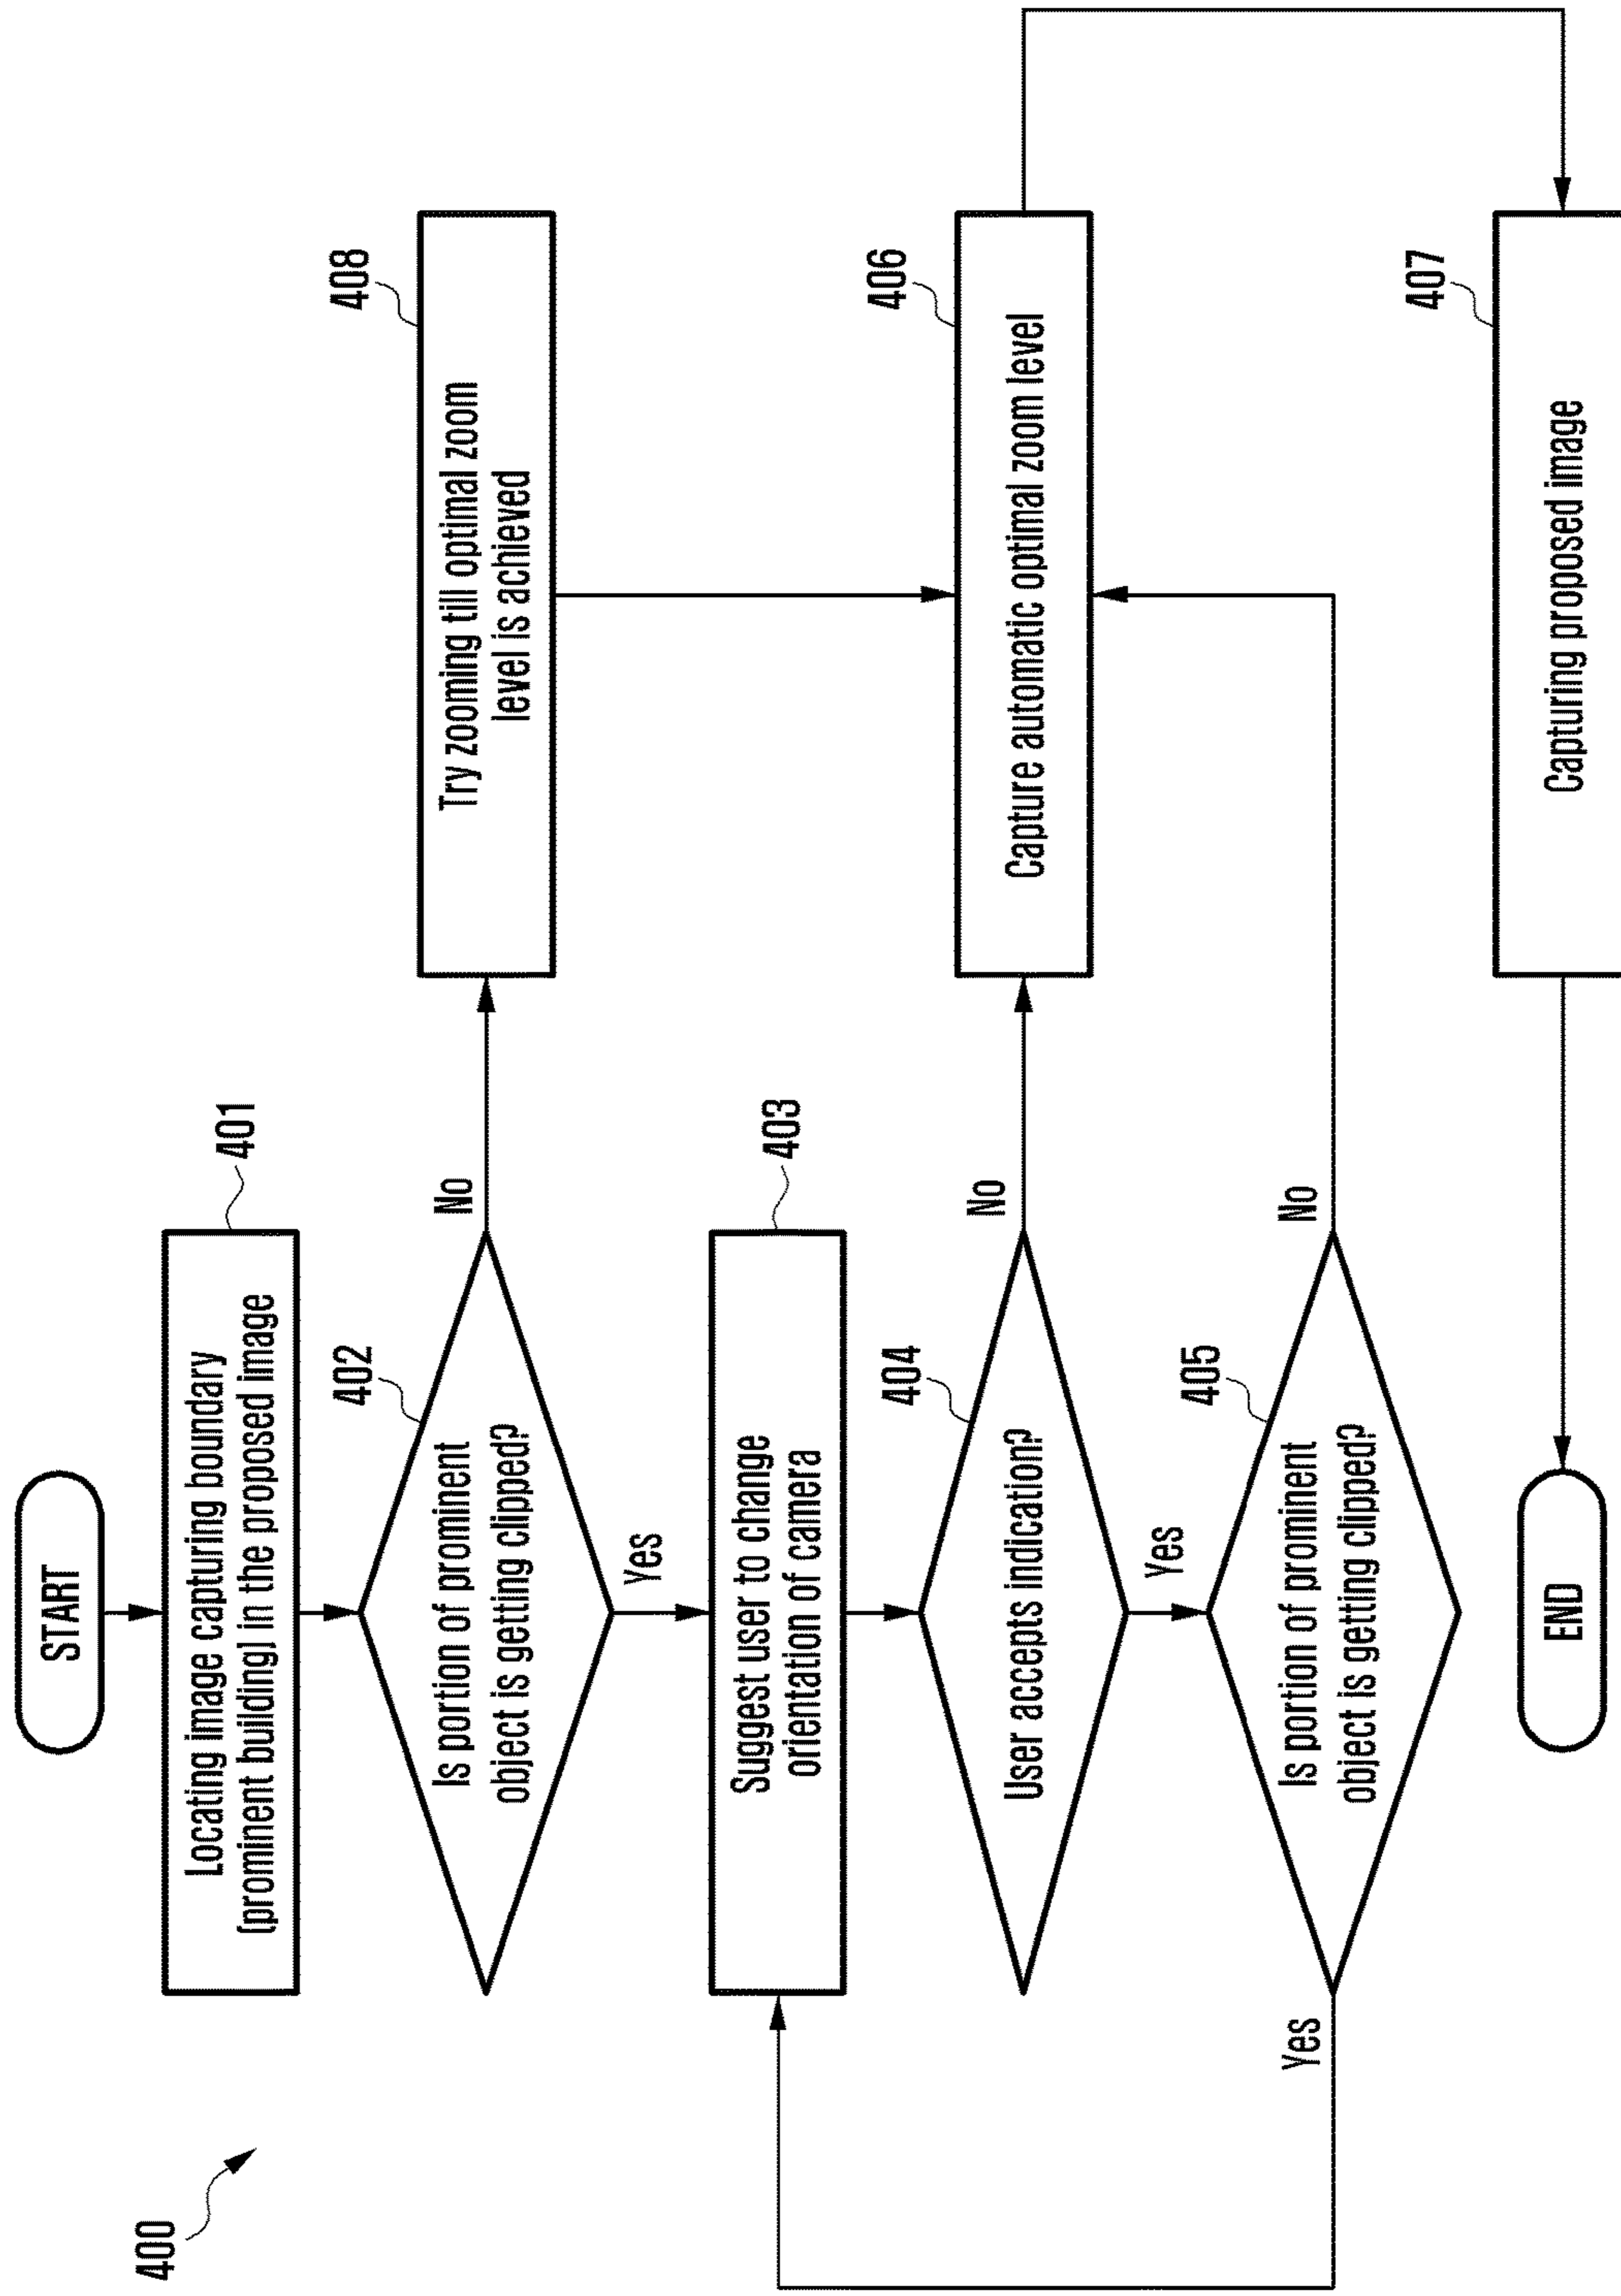 400
START
401
Locating image capturing boundary
(prominent building) in the proposed image
402
Is portion of prominent
object is getting clipped?
No
Yes
408
Try zooming till optimal zoom
level is achieved
403
Suggest user to change
orientation of camera
404
User accepts indication?
No
Yes
406
Capture automatic optimal zoom level
405
Is portion of prominent
object is getting clipped?
No
Yes
407
Capturing proposed image
END